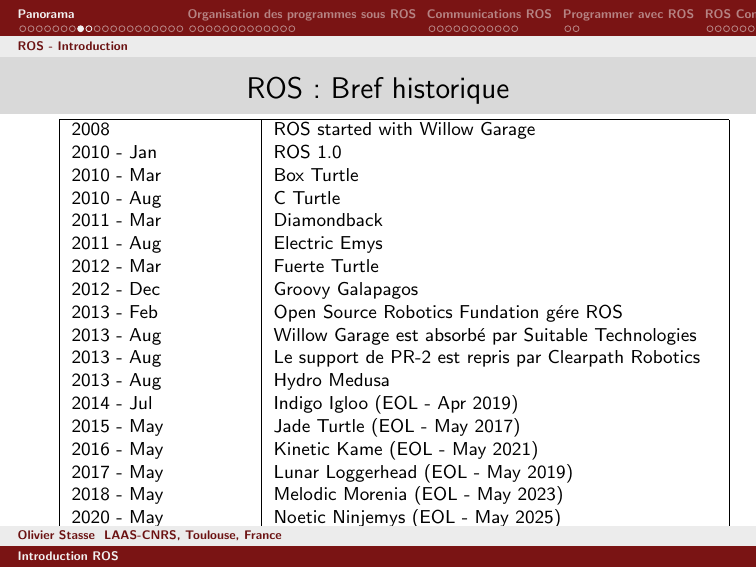 Panorama Organisation des programmes sous ROS Communications ROS Programmer avec ROS ROS Con
ROS - Introduction
ROS : Bref historique
2008 ROS started with Willow Garage
2010 - Jan ROS 1.0
2010 - Mar Box Turtle
2010 - Aug C Turtle
2011 - Mar Diamondback
2011 - Aug Electric Emys
2012 - Mar Fuerte Turtle
2012 - Dec Groovy Galapagos
2013 - Feb Open Source Robotics Fundation gére ROS
2013 - Aug Willow Garage est absorbé par Suitable Technologies
2013 - Aug Le support de PR-2 est repris par Clearpath Robotics
2013 - Aug Hydro Medusa
2014 - Jul Indigo Igloo (EOL - Apr 2019)
2015 - May Jade Turtle (EOL - May 2017)
2016 - May Kinetic Kame (EOL - May 2021)
2017 - May Lunar Loggerhead (EOL - May 2019)
2018 - May Melodic Morenia (EOL - May 2023)
2020 - May Noetic Ninjemys (EOL - May 2025)
Olivier Stasse LAAS-CNRS, Toulouse, France
Introduction ROS